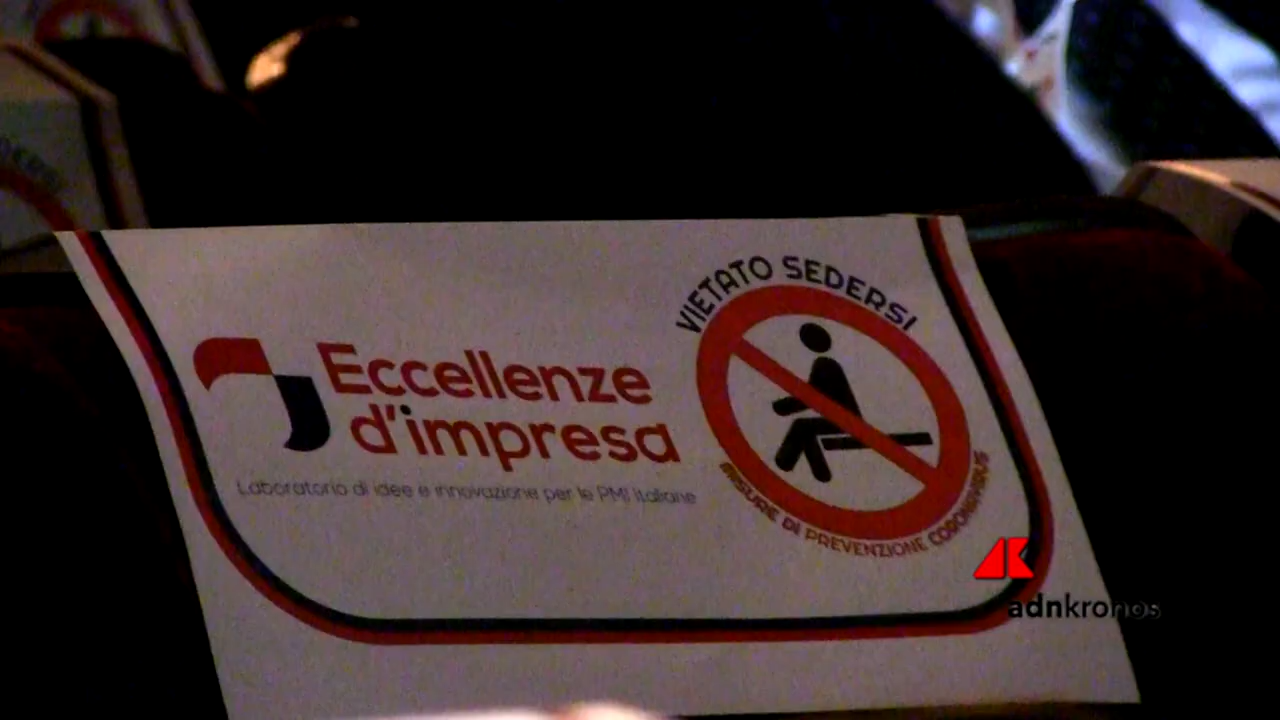 VIETATO SEDERSI
Eccellenze
d'impresa
Laboratorio di idee e innovazione per le PMI italiane
MISURE DI PREVENZIONE CORONAVIRUS
adnkronos